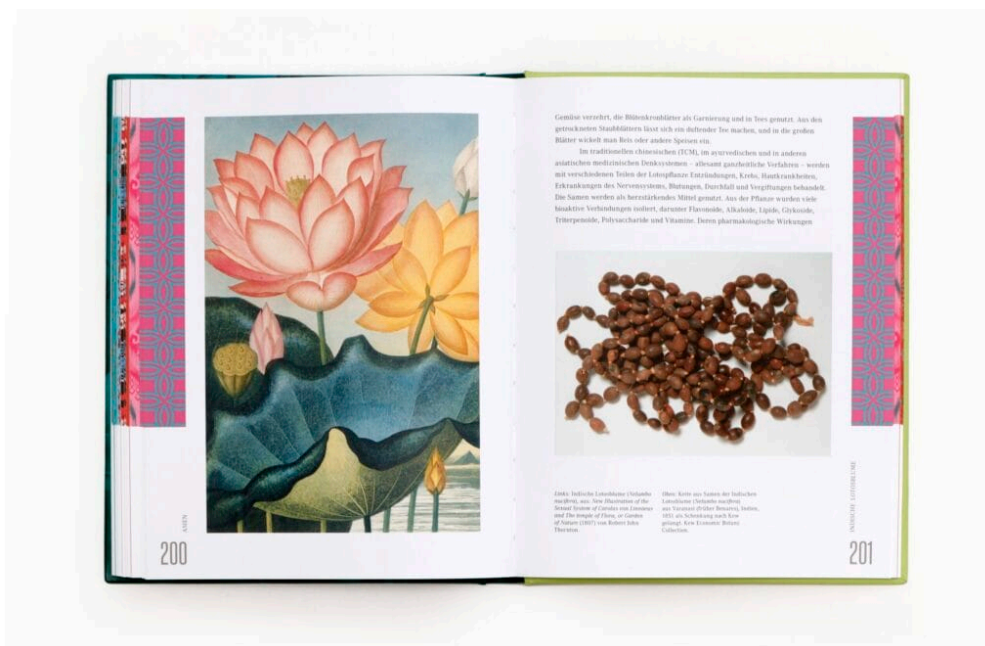 Gemüse verzehrt, die Blütenkronblätter als Garnierung und in Tees genutzt. Aus den
getrockneten Staubblättern lässt sich ein duftender Tee machen, und in die großen
Blätter wickelt man Reis oder andere Speisen ein.
Im traditionellen chinesischen (TCM), im ayurvedischen und in anderen
asiatischen medizinischen Denksystemen – allesamt ganzheitliche Verfahren – werden
mit verschiedenen Teilen der Lotospflanze Entzündungen, Krebs, Hautkrankheiten,
Erkrankungen des Nervensystems, Blutungen, Durchfall und Vergiftungen behandelt.
Die Samen werden als herzstärkendes Mittel genutzt. Aus der Pflanze wurden viele
bioaktive Verbindungen isoliert, darunter Flavonoide, Alkaloide, Lipide, Glykoside,
Triterpenoide, Polysaccharide und Vitamine. Deren pharmakologische Wirkungen
Links: Indische Lotosblume (Nelumbo
nucifera), aus: New Illustration of the
Sexual System of Carolus von Linnaeus
and The temple of Flora, or Garden
of Nature (1807) von Robert John
Thornton.
Oben: Kette aus Samen der Indischen
Lotosblume (Nelumbo nucifera)
aus Varanasi (früher Benares), Indien,
als Schenkung nach Kew
gelangt. Kew Economic Botany
Collection.
ASIEN
200
INDISCHE LOTOSBLUME
201